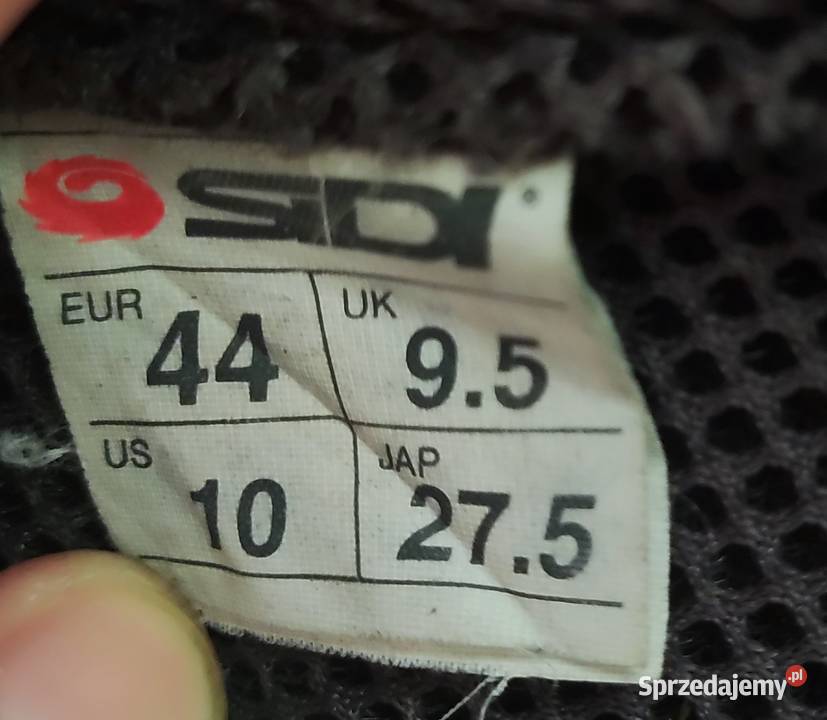 SIDI
EUR 44 UK 9.5
US 10 JAP 27.5
Sprzedajemy.pl